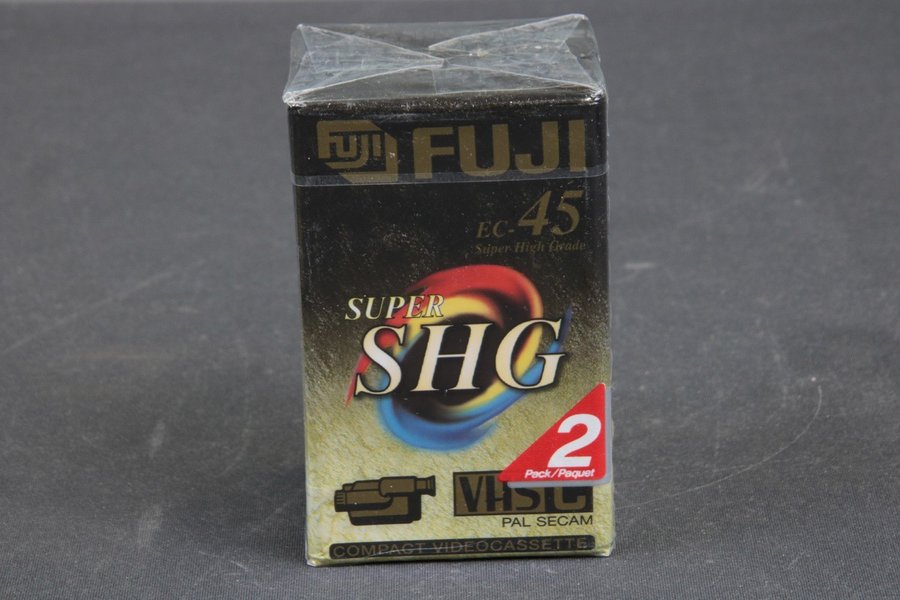 FUJI FUJI
EC-45
Super High Grade
SUPER
SHG
2
Pack/Paquet
VHS C
PAL SECAM
COMPACT VIDEOCASSETTE